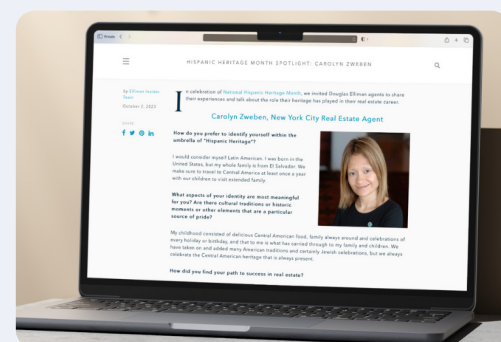 Private
HISPANIC HERITAGE MONTH SPOTLIGHT: CAROLYN ZWEBEN
by Elliman Insider
Team
October 5, 2023
SHARE
In celebration of National Hispanic Heritage Month, we invited Douglas Elliman agents to share
their experiences and talk about the role their heritage has played in their real estate career.
Carolyn Zweben, New York City Real Estate Agent
How do you prefer to identify yourself within the
umbrella of "Hispanic Heritage"?
I would consider myself Latin American. I was born in the
United States, but my whole family is from El Salvador. We
make sure to travel to Central America at least once a year
with our children to visit extended family.
What aspects of your identity are most meaningful
for you? Are there cultural traditions or historic
moments or other elements that are a particular
source of pride?
My childhood consisted of delicious Central American food, family always around and celebrations of
every holiday or birthday, and that to me is what has carried through to my family and children. We
have taken on and added many American traditions and certainly Jewish celebrations, but we always
celebrate the Central American heritage that is always present.
How did you find your path to success in real estate?